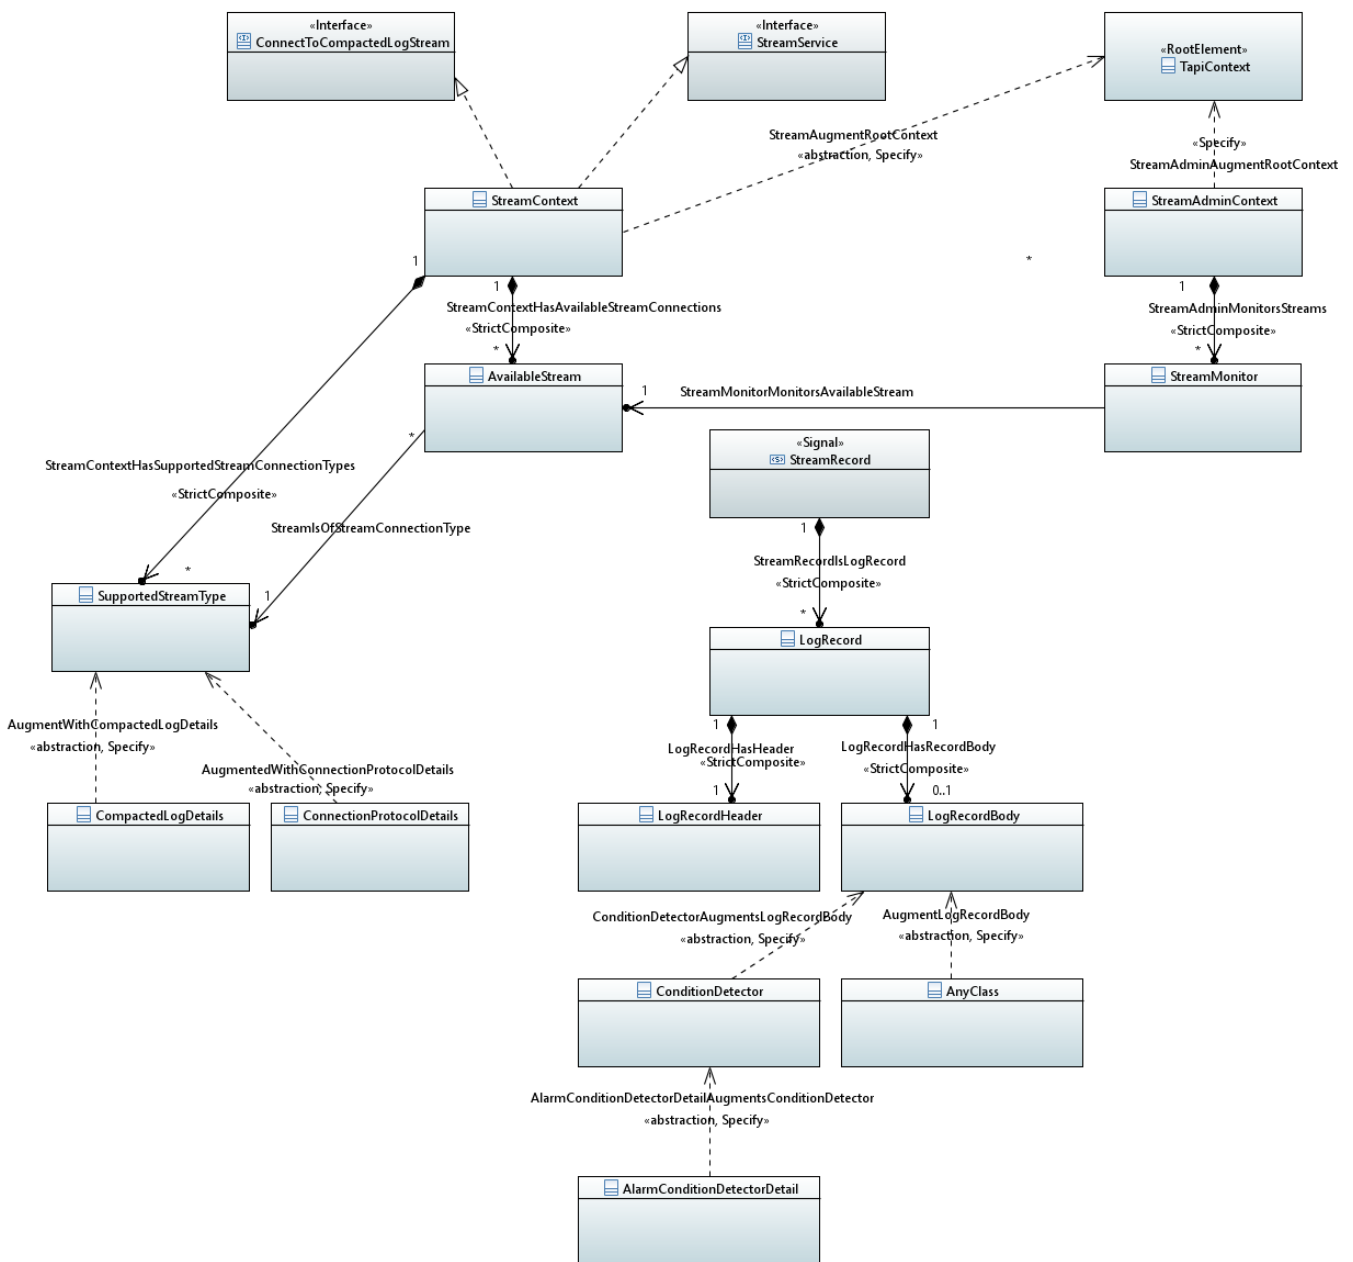 «Interface»
ConnectToCompactedLogStream
«Interface»
StreamService
«RootElement»
TapiContext
StreamAugmentRootContext
«abstraction, Specify»
«Specify»
StreamAdminAugmentRootContext
StreamContext
StreamAdminContext
1
1
StreamContextHasAvailableStreamConnections
«StrictComposite»
*
*
1
StreamAdminMonitorsStreams
«StrictComposite»
*
AvailableStream
StreamMonitor
1
StreamMonitorMonitorsAvailableStream
*
StreamContextHasSupportedStreamConnectionTypes
«StrictComposite»
StreamIsOfStreamConnectionType
*
1
«Signal»
StreamRecord
1
StreamRecordIsLogRecord
«StrictComposite»
*
SupportedStreamType
LogRecord
AugmentWithCompactedLogDetails
«abstraction, Specify»
AugmentedWithConnectionProtocolDetails
«abstraction, Specify»
1
LogRecordHasHeader
«StrictComposite»
1
1
LogRecordHasRecordBody
«StrictComposite»
0..1
CompactedLogDetails
ConnectionProtocolDetails
LogRecordHeader
LogRecordBody
ConditionDetectorAugmentsLogRecordBody
«abstraction, Specify»
AugmentLogRecordBody
«abstraction, Specify»
ConditionDetector
AnyClass
AlarmConditionDetectorDetailAugmentsConditionDetector
«abstraction, Specify»
AlarmConditionDetectorDetail